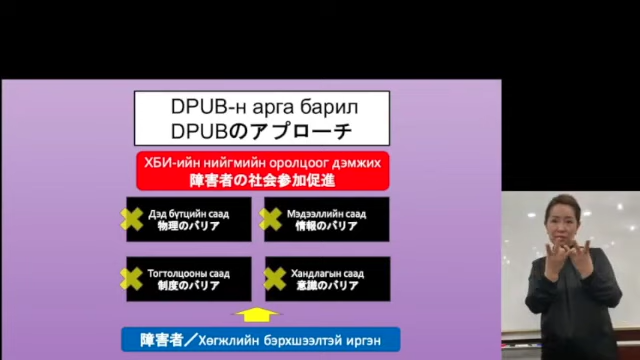 DPUB-н арга барил
DPUBのアプローチ
ХБИ-ийн нийгмийн оролцоог дэмжих
障害者の社会参加促進
Дэд бүтцийн саад
物理のバリア
Мэдээллийн саад
情報のバリア
Тогтолцооны саад
制度のバリア
Хандлагын саад
意識のバリア
障害者／Хөгжлийн бэрхшээлтэй иргэн